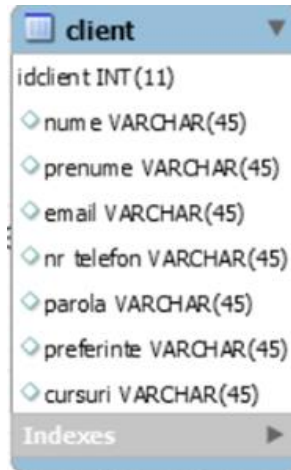 client
idclient INT(11)
nume VARCHAR(45)
prenume VARCHAR(45)
email VARCHAR(45)
nr telefon VARCHAR(45)
parola VARCHAR(45)
preferinte VARCHAR(45)
cursuri VARCHAR(45)
Indexes